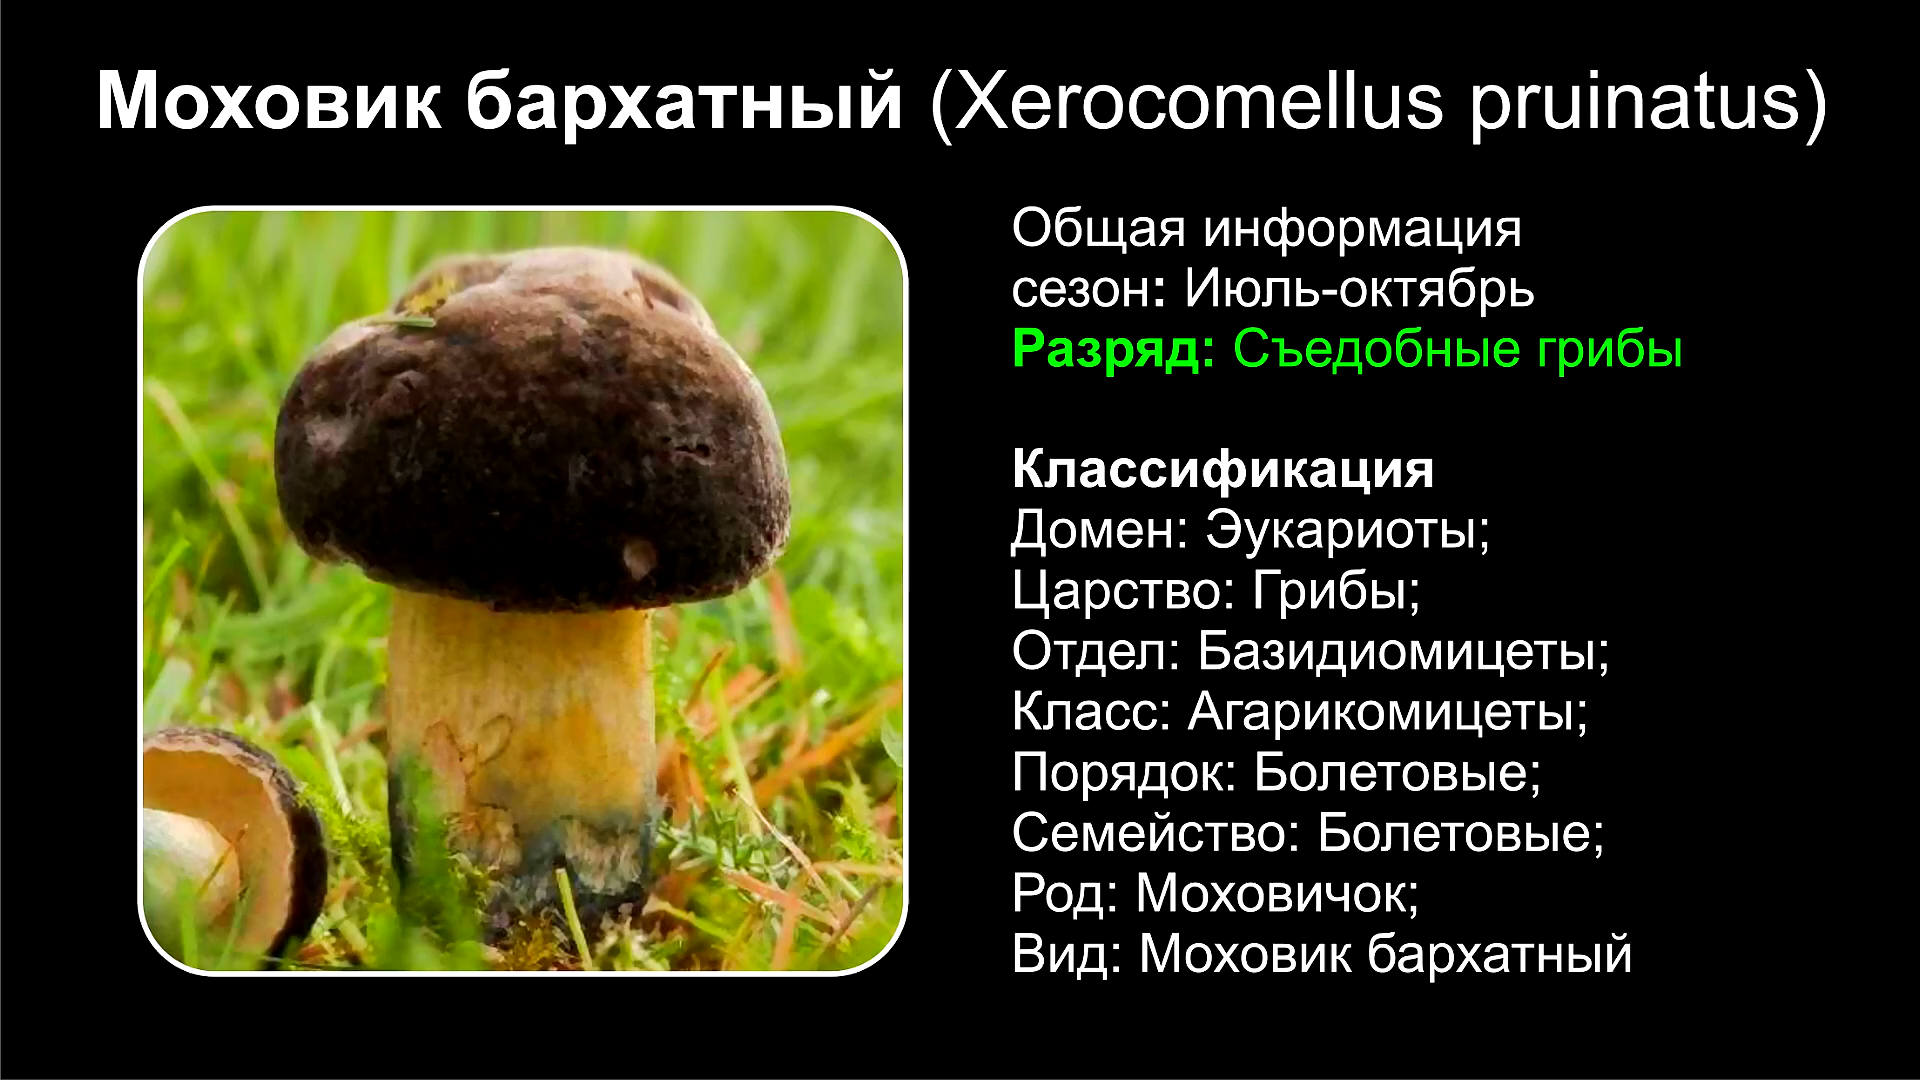 Моховик бархатный (Xerocomellus pruinatus)
Общая информация
сезон: Июль-октябрь
Разряд: Съедобные грибы
Классификация
Домен: Эукариоты;
Царство: Грибы;
Отдел: Базидиомицеты;
Класс: Агарикомицеты;
Порядок: Болетовые;
Семейство: Болетовые;
Род: Моховичок;
Вид: Моховик бархатный